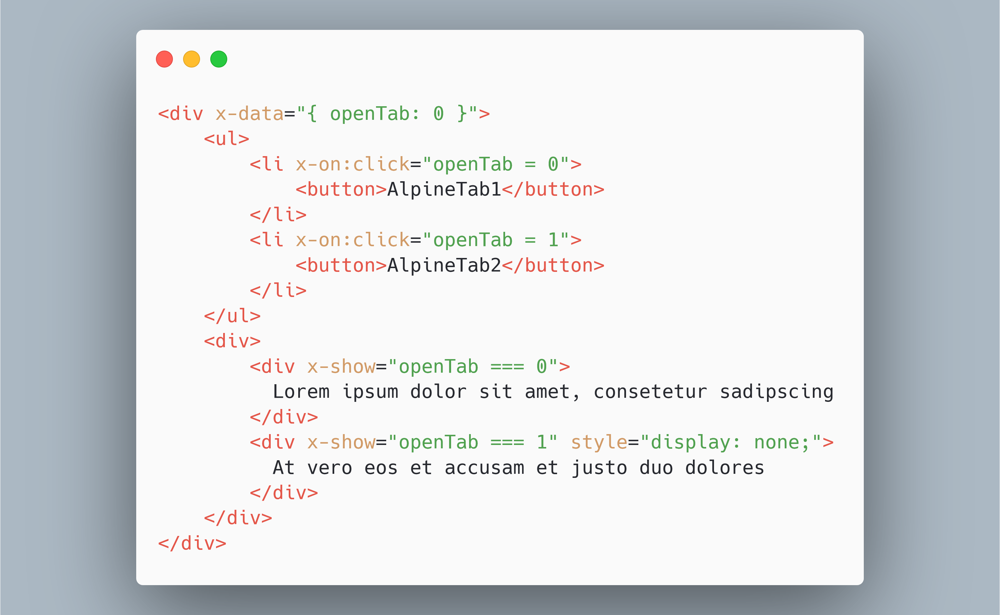 <div x-data="{ openTab: 0 }">
    <ul>
        <li x-on:click="openTab = 0">
            <button>AlpineTab1</button>
        </li>
        <li x-on:click="openTab = 1">
            <button>AlpineTab2</button>
        </li>
    </ul>
    <div>
        <div x-show="openTab === 0">
          Lorem ipsum dolor sit amet, consetetur sadipscing
        </div>
        <div x-show="openTab === 1" style="display: none;">
          At vero eos et accusam et justo duo dolores
        </div>
    </div>
</div>